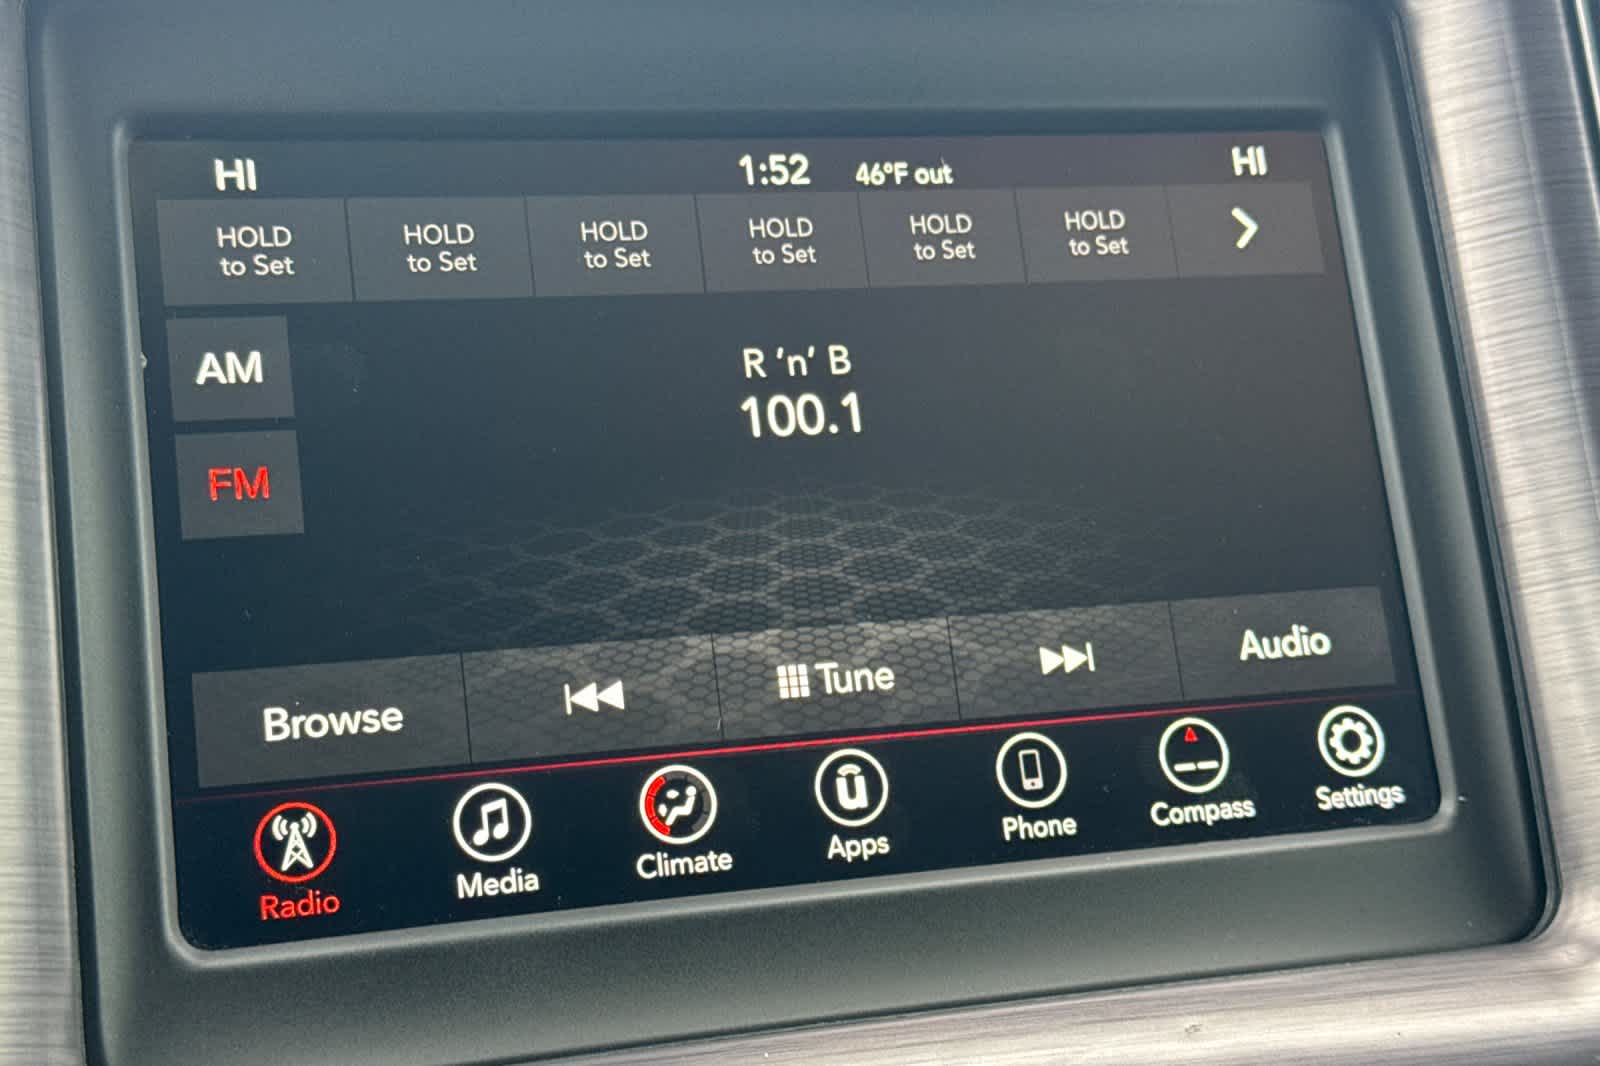 HI 1:52 46°F out HI
HOLD HOLD HOLD HOLD HOLD HOLD
to Set to Set to Set to Set to Set to Set
AM
R 'n' B
100.1
FM
Browse Tune Audio
Radio Media Climate Apps Phone Compass Settings